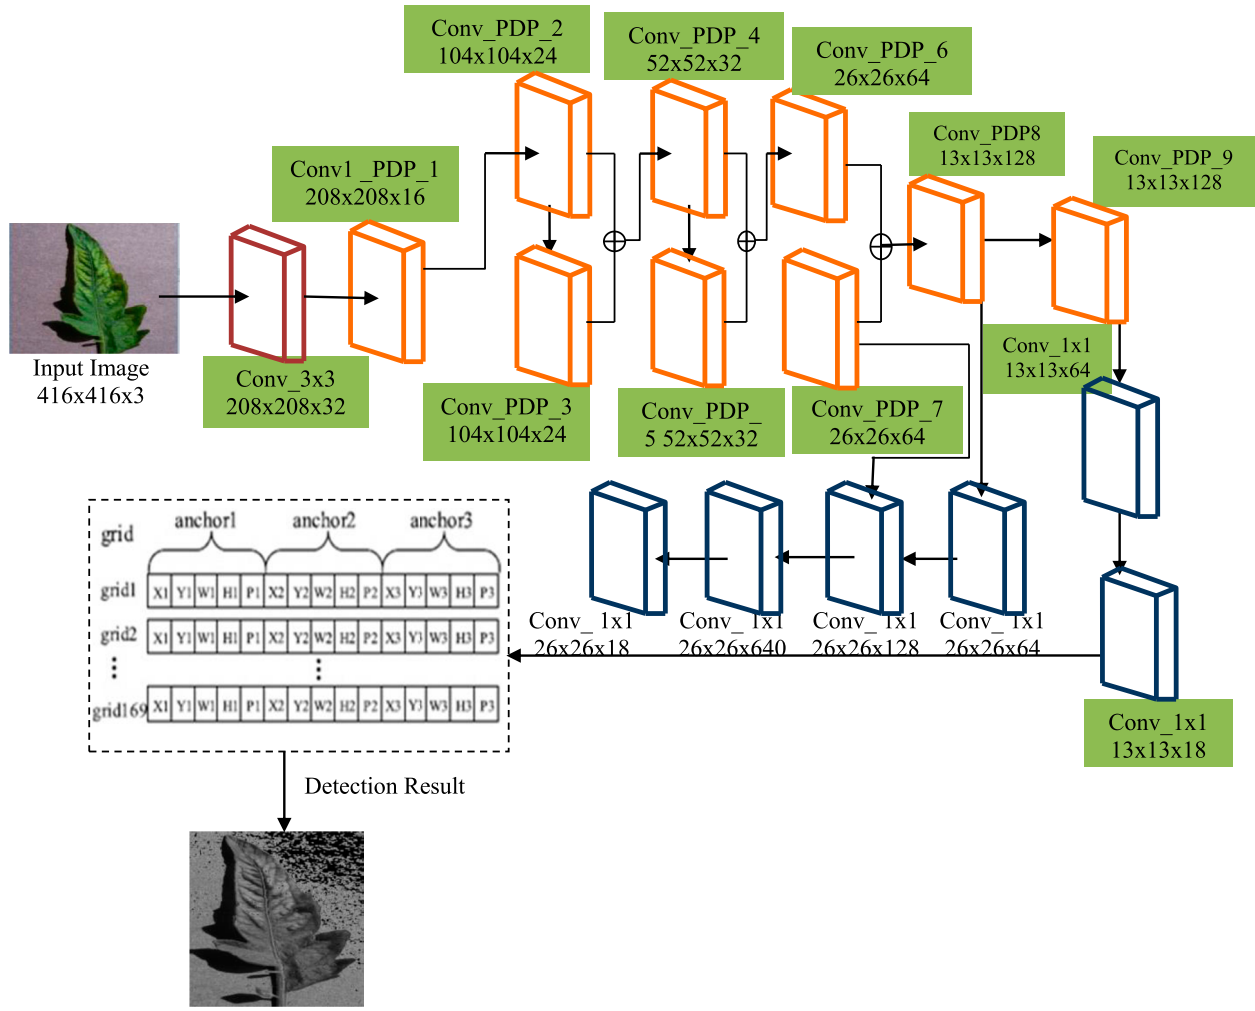 Conv_PDP_2
104x104x24
Conv_PDP_4
52x52x32
Conv_PDP_6
26x26x64
Conv_PDP8
13x13x128
Conv_PDP_9
13x13x128
Conv1 _PDP_1
208x208x16
Input Image
416x416x3
Conv_3x3
208x208x32
Conv_PDP_3
104x104x24
Conv_PDP_
5 52x52x32
Conv_PDP_7
26x26x64
Conv_1x1
13x13x64
Conv_ 1x1
26x26x18
Conv_ 1x1
26x26x640
Conv_ 1x1
26x26x128
Conv_ 1x1
26x26x64
Conv_1x1
13x13x18
grid anchor1 anchor2 anchor3
grid1 X1 Y1 W1 H1 P1 X2 Y2 W2 H2 P2 X3 Y3 W3 H3 P3
grid2 X1 Y1 W1 H1 P1 X2 Y2 W2 H2 P2 X3 Y3 W3 H3 P3
grid169 X1 Y1 W1 H1 P1 X2 Y2 W2 H2 P2 X3 Y3 W3 H3 P3
Detection Result